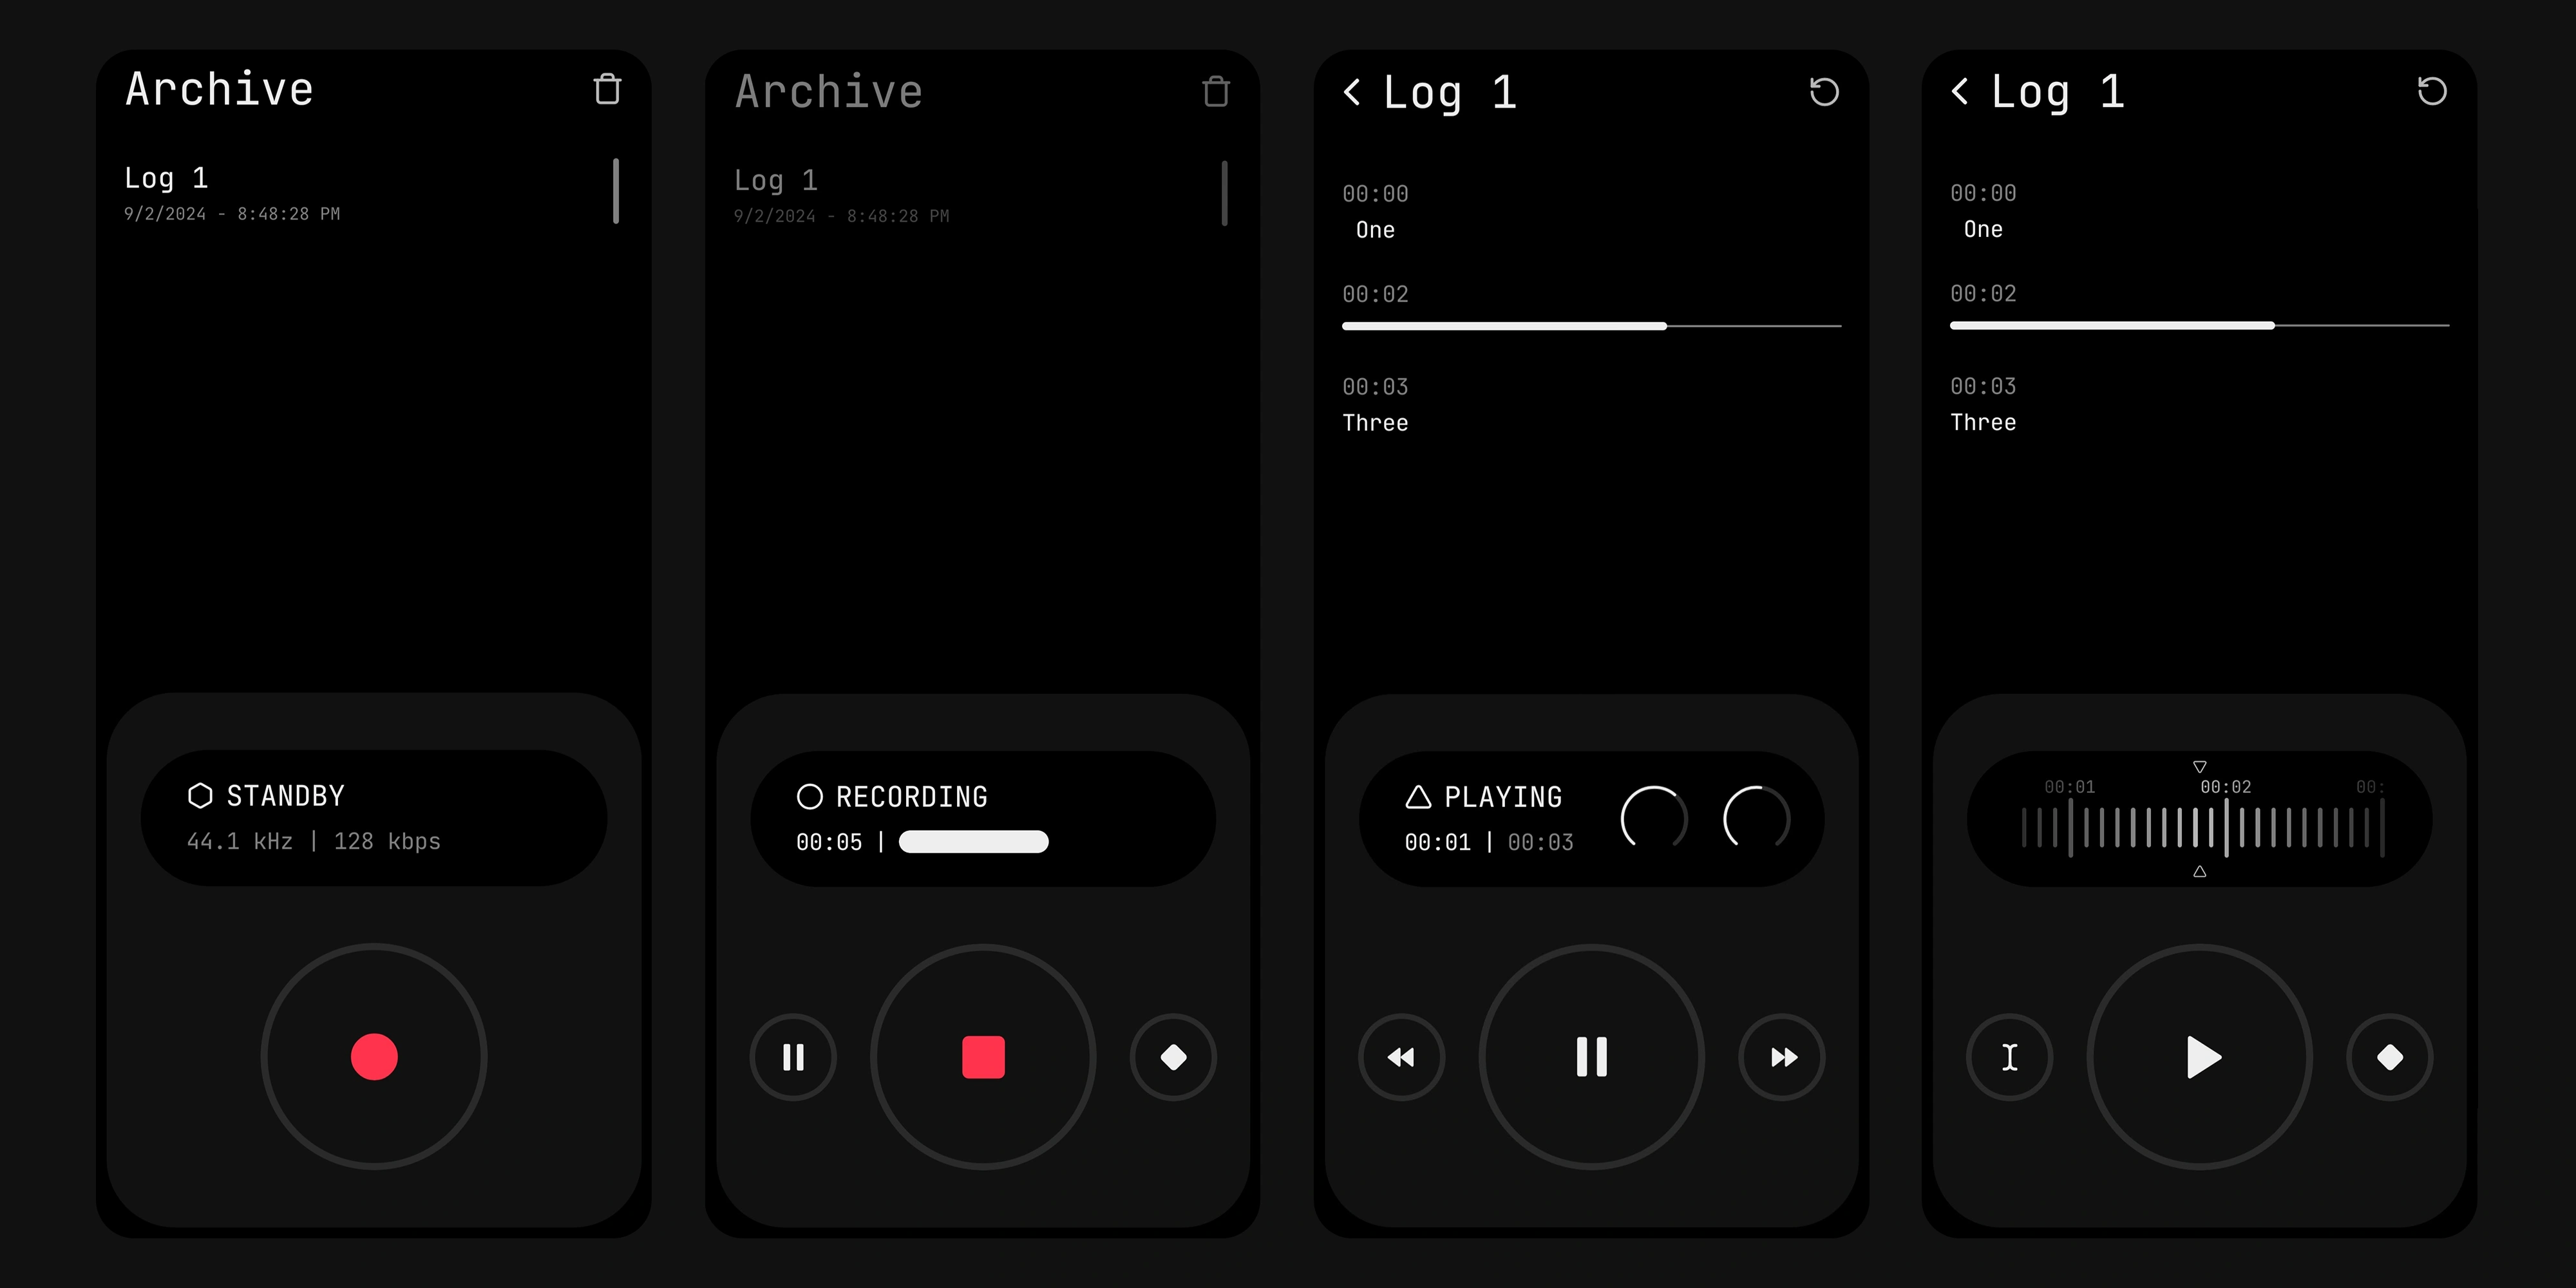 Archive
Log 1
9/2/2024 - 8:48:28 PM
STANDBY
44.1 kHz | 128 kbps
Archive
Log 1
9/2/2024 - 8:48:28 PM
RECORDING
00:05 |
Log 1
00:00
One
00:02
00:03
Three
PLAYING
00:01 | 00:03
Log 1
00:00
One
00:02
00:03
Three
00:01 00:02 00: